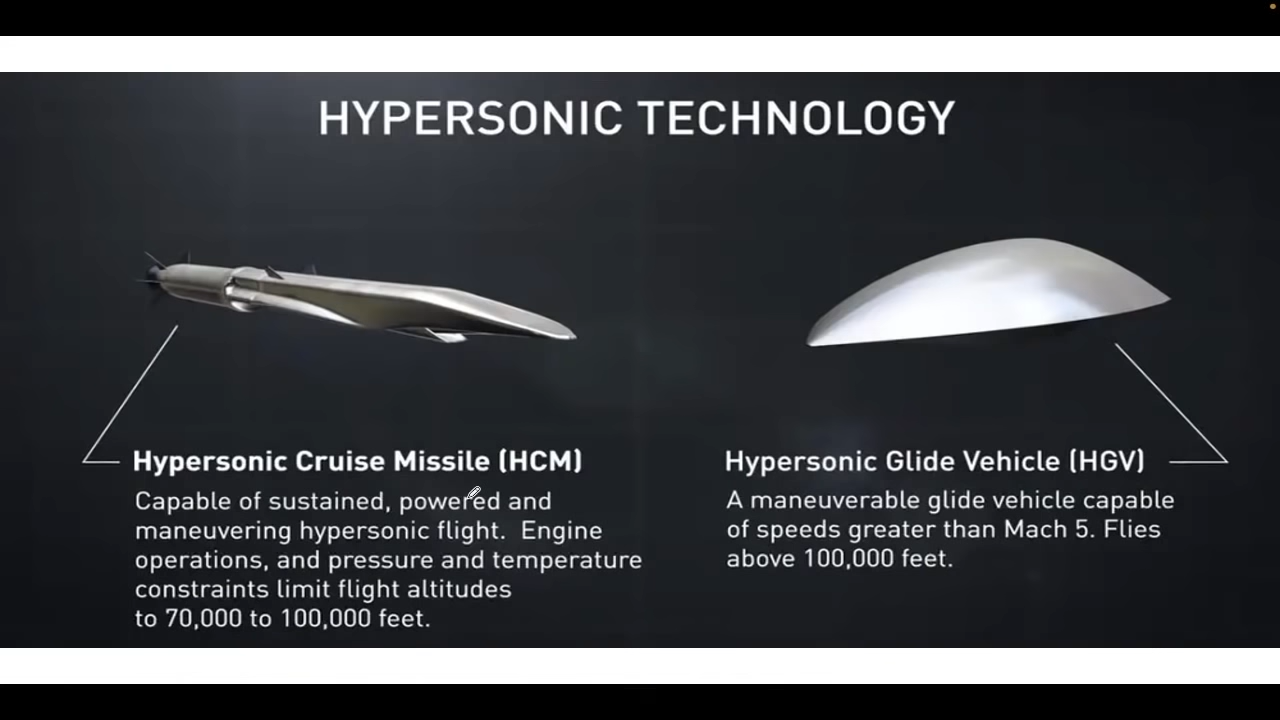 HYPERSONIC TECHNOLOGY
Hypersonic Cruise Missile (HCM)
Capable of sustained, powered and
maneuvering hypersonic flight. Engine
operations, and pressure and temperature
constraints limit flight altitudes
to 70,000 to 100,000 feet.
Hypersonic Glide Vehicle (HGV)
A maneuverable glide vehicle capable
of speeds greater than Mach 5. Flies
above 100,000 feet.